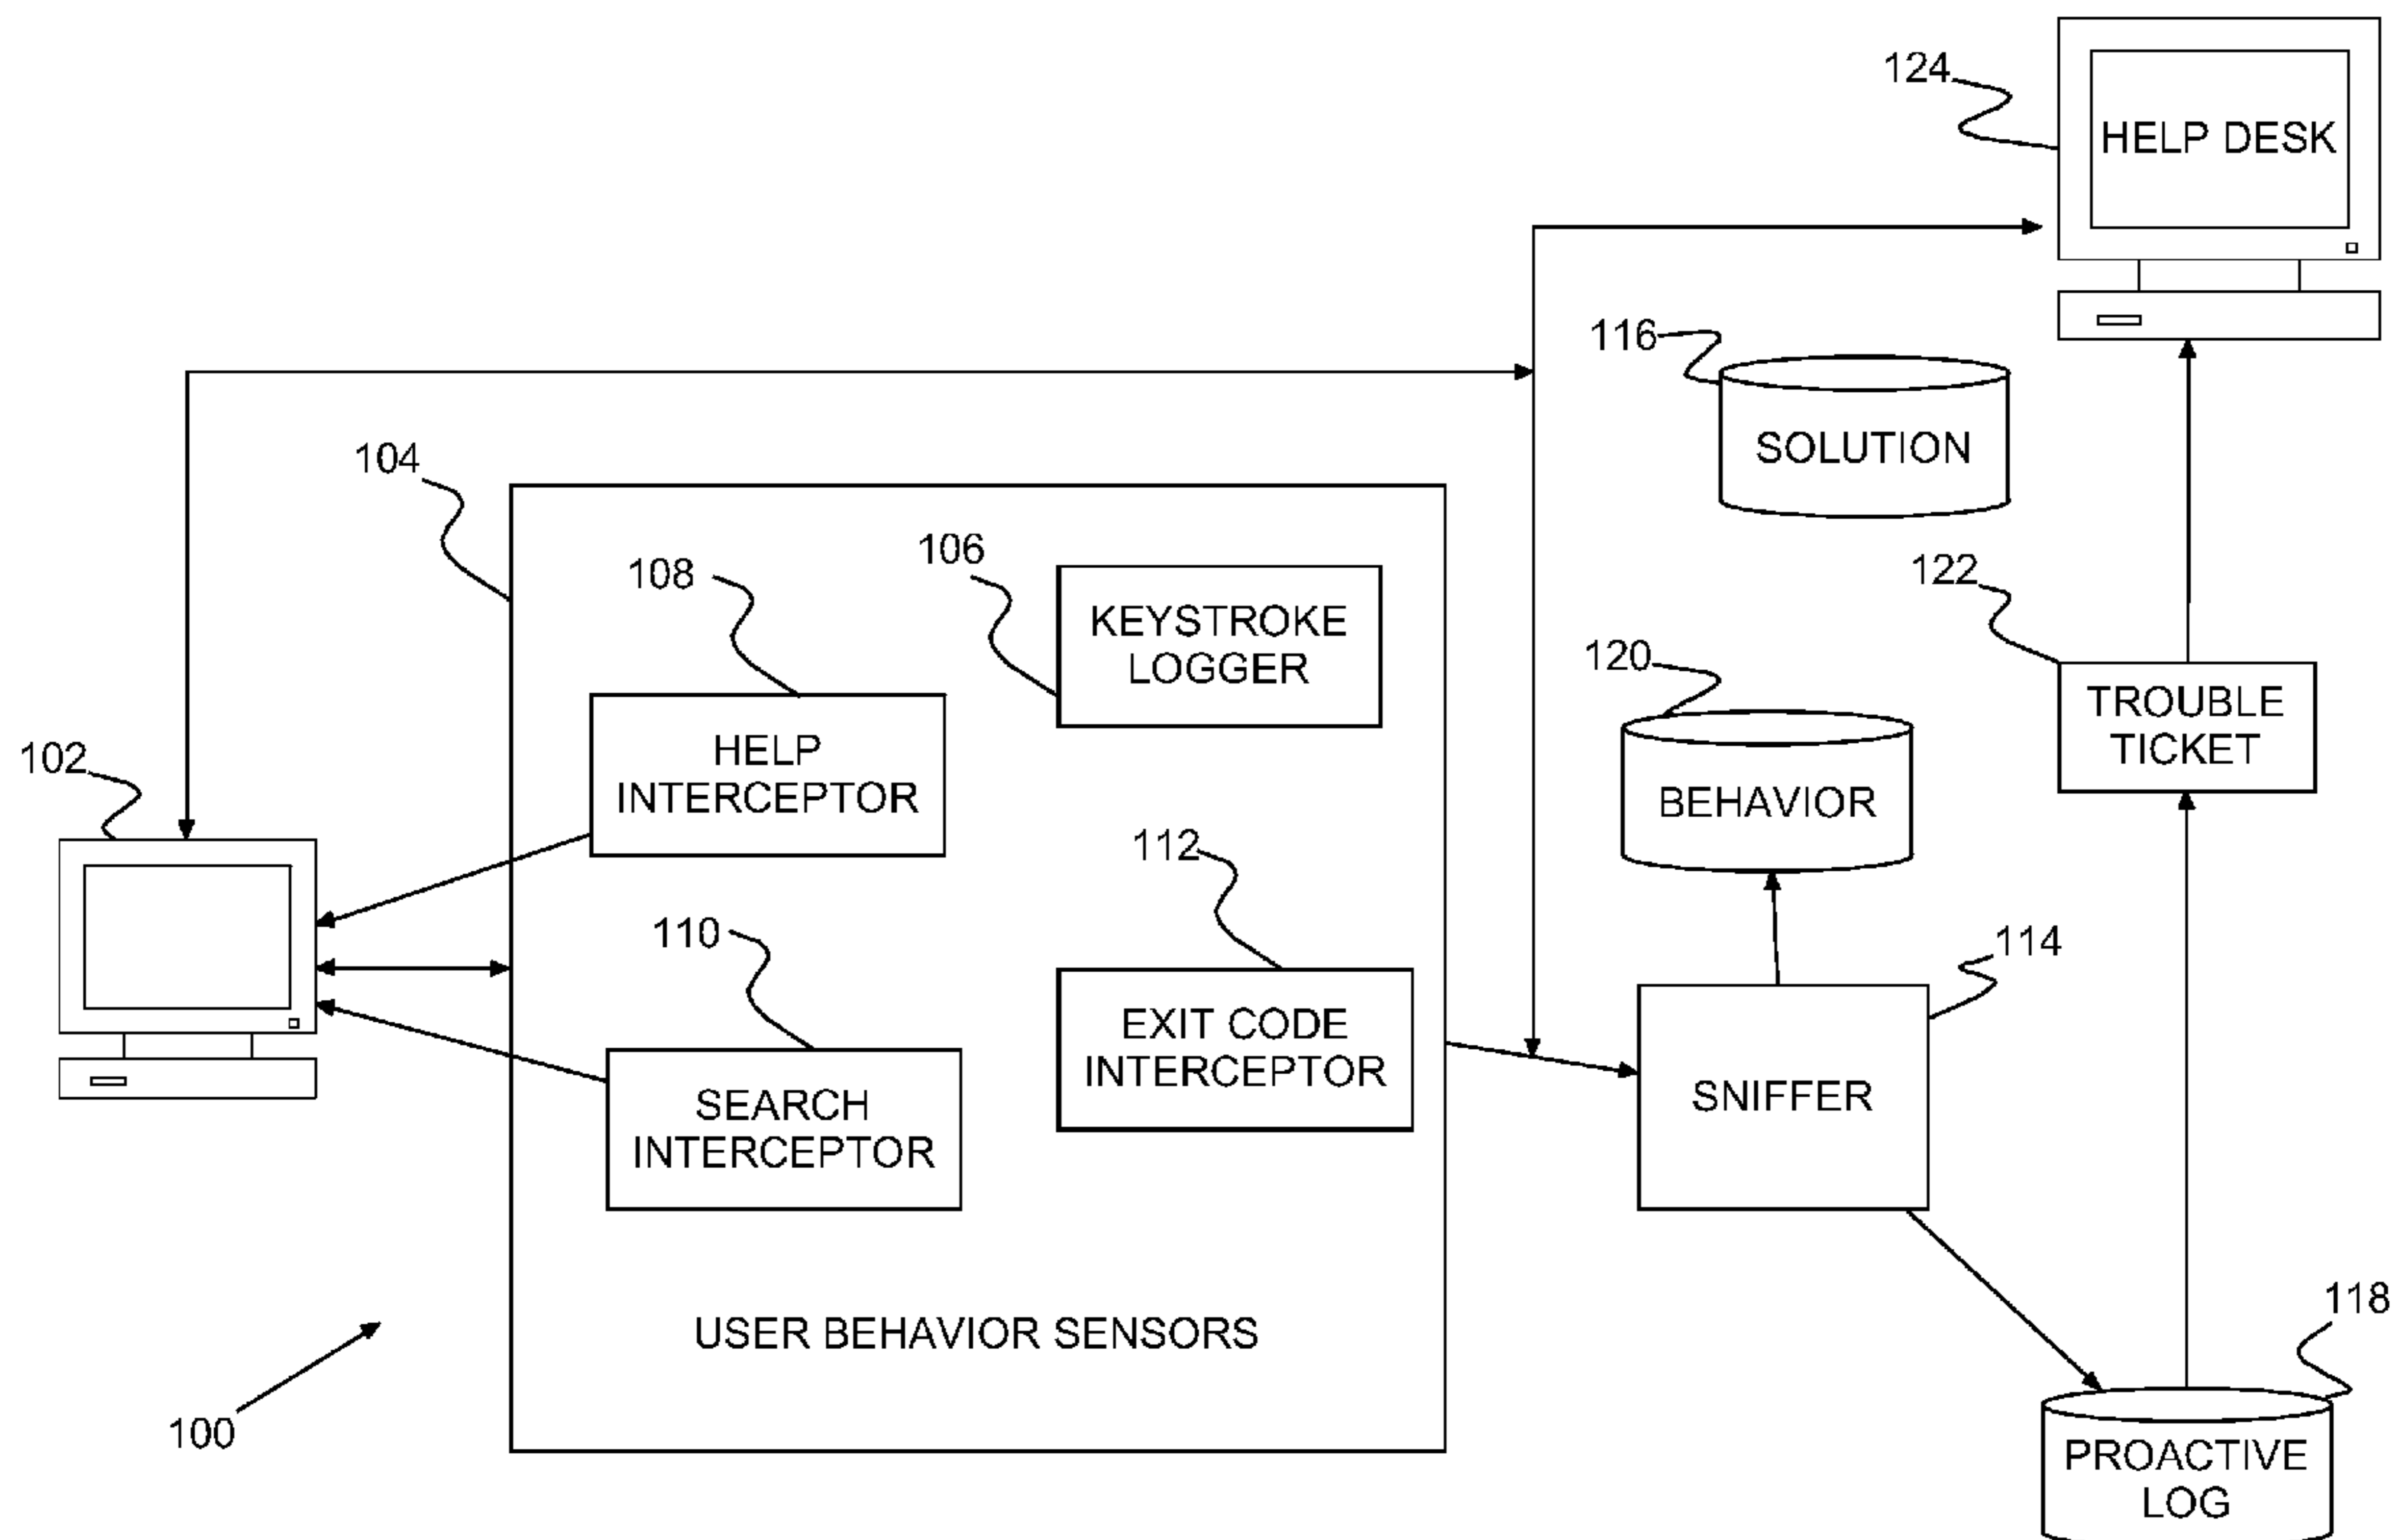 124
HELP DESK
116
SOLUTION
104
106
108
KEYSTROKE
LOGGER
122
120
TROUBLE
TICKET
102
HELP
INTERCEPTOR
BEHAVIOR
112
110
114
EXIT CODE
INTERCEPTOR
SNIFFER
SEARCH
INTERCEPTOR
118
USER BEHAVIOR SENSORS
100
PROACTIVE
LOG